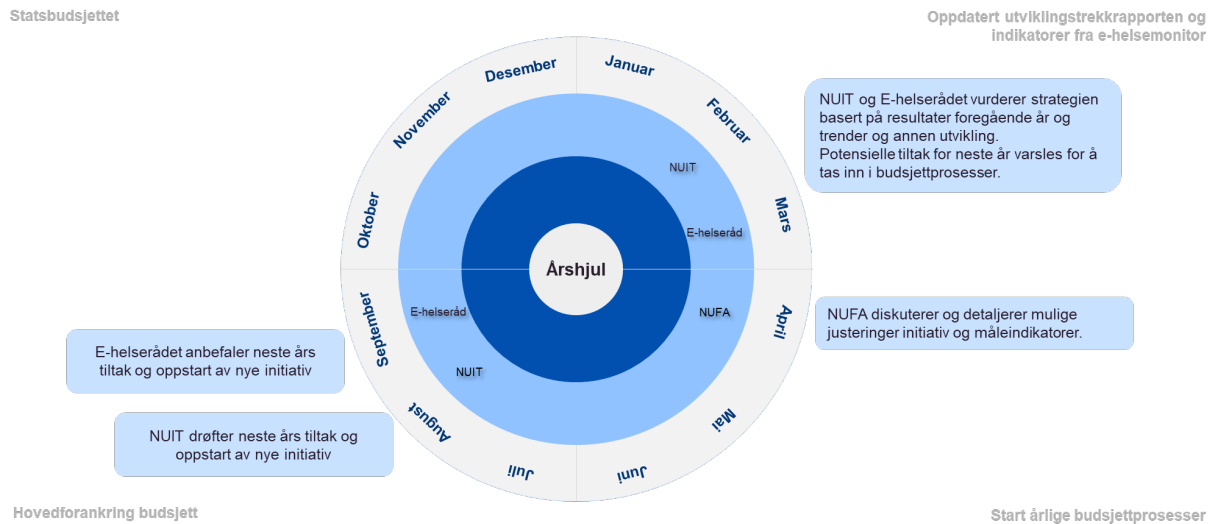 Statsbudsjettet
Oppdatert utviklingstrekkrapporten og
indikatorer fra e-helsemonitor
Januar
Februar
Mars
April
Mai
Juni
Juli
August
September
Oktober
November
Desember
NUIT
E-helseråd
NUFA
NUIT
E-helseråd
Årshjul
NUIT og E-helserådet vurderer strategien
basert på resultater foregående år og
trender og annen utvikling.
Potensielle tiltak for neste år varsles for å
tas inn i budsjettprosesser.
NUFA diskuterer og detaljerer mulige
justeringer initiativ og måleindikatorer.
E-helserådet anbefaler neste års
tiltak og oppstart av nye initiativ
NUIT drøfter neste års tiltak og
oppstart av nye initiativ
Hovedforankring budsjett
Start årlige budsjettprosesser